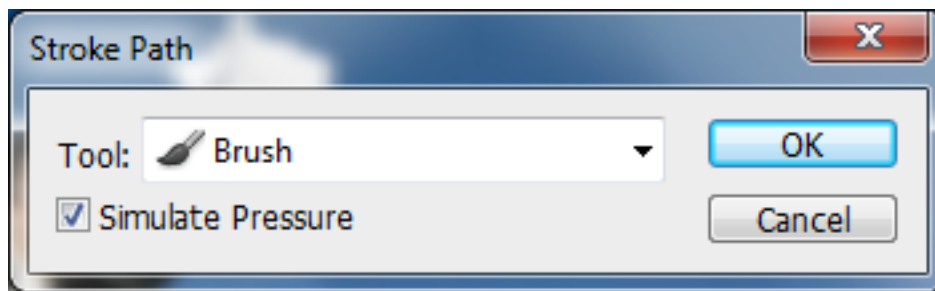 Stroke Path
Tool: Brush
OK
Simulate Pressure
Cancel